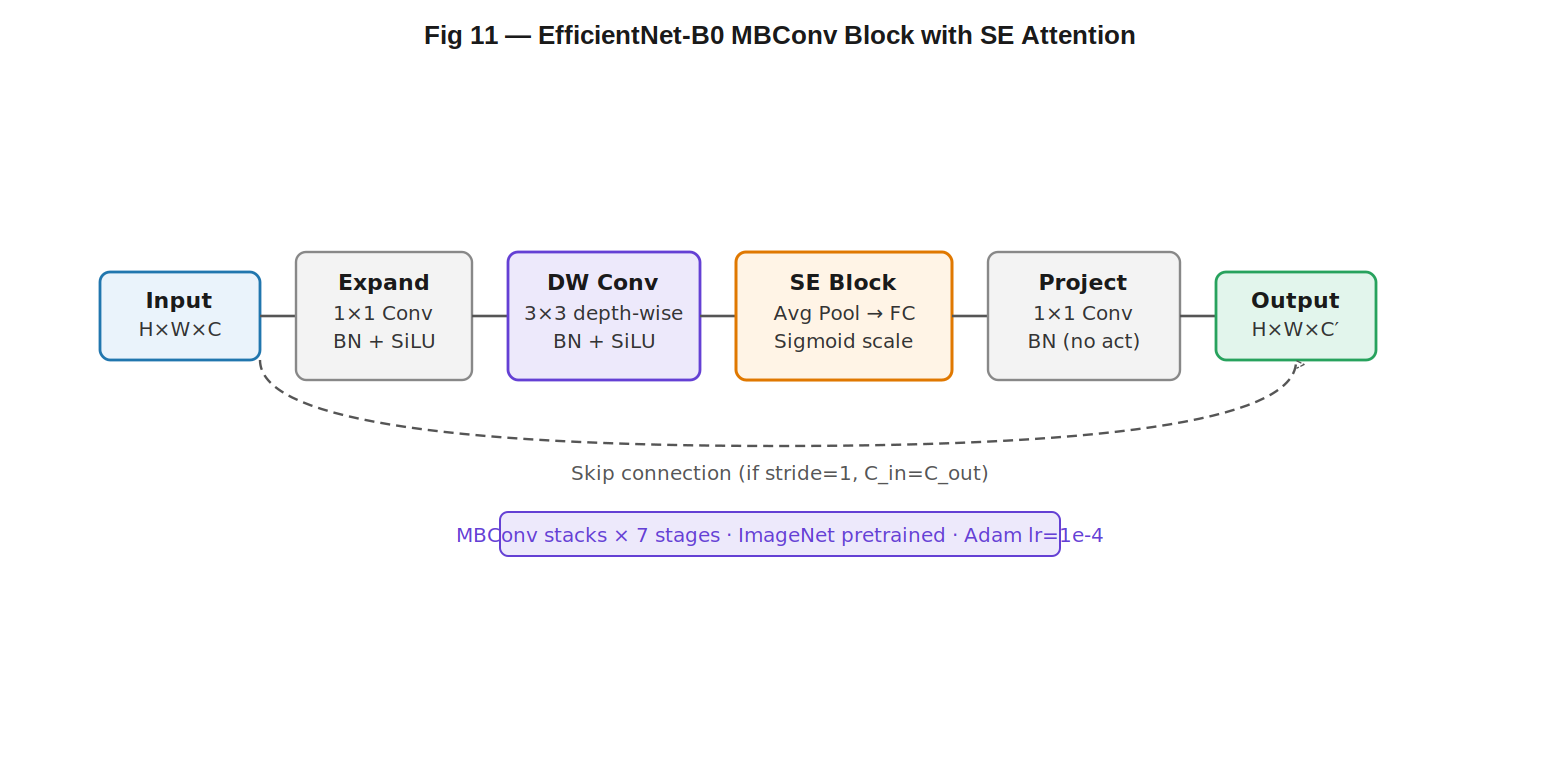 Fig 11 — EfficientNet-B0 MBConv Block with SE Attention
Input
H×W×C
Expand
1×1 Conv
BN + SiLU
DW Conv
3×3 depth-wise
BN + SiLU
SE Block
Avg Pool → FC
Sigmoid scale
Project
1×1 Conv
BN (no act)
Output
H×W×C′
Skip connection (if stride=1, C_in=C_out)
MBConv stacks × 7 stages · ImageNet pretrained · Adam lr=1e-4